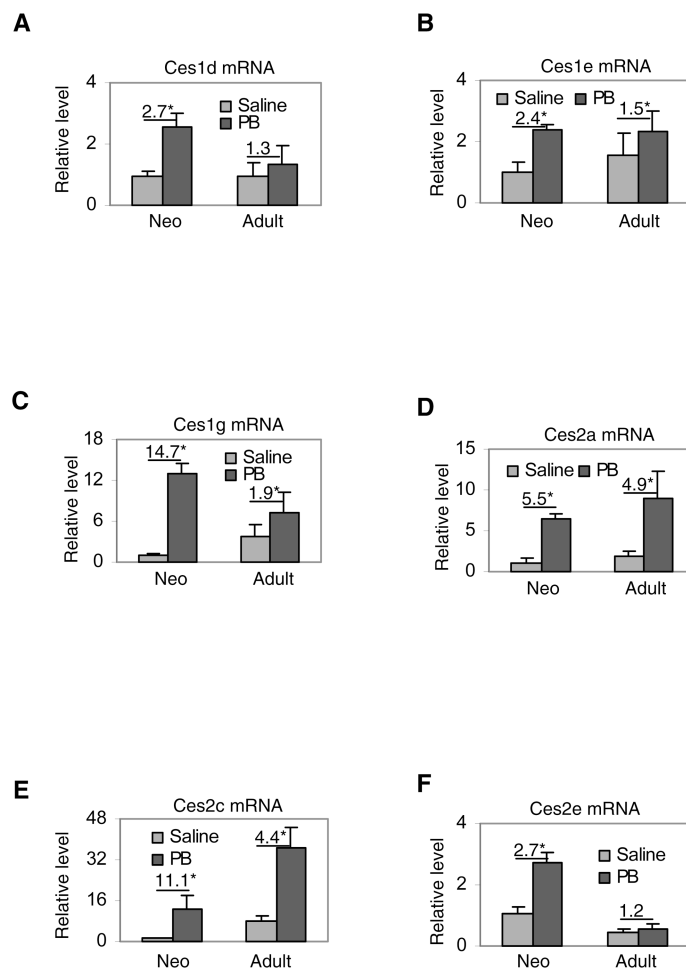 A
Ces1d mRNA
Relative level
4
2
0
2.7*
1.3
Saline
PB
Neo
Adult
B
Ces1e mRNA
Relative level
4
2
0
Saline
PB
2.4*
1.5*
Neo
Adult
C
Ces1g mRNA
Relative level
18
12
6
0
14.7*
1.9*
Saline
PB
Neo
Adult
D
Ces2a mRNA
Relative level
15
10
5
0
Saline
PB
5.5*
4.9*
Neo
Adult
E
Ces2c mRNA
Relative level
48
32
16
0
Saline
PB
11.1*
4.4*
Neo
Adult
F
Ces2e mRNA
Relative level
4
2
0
2.7*
1.2
Saline
PB
Neo
Adult